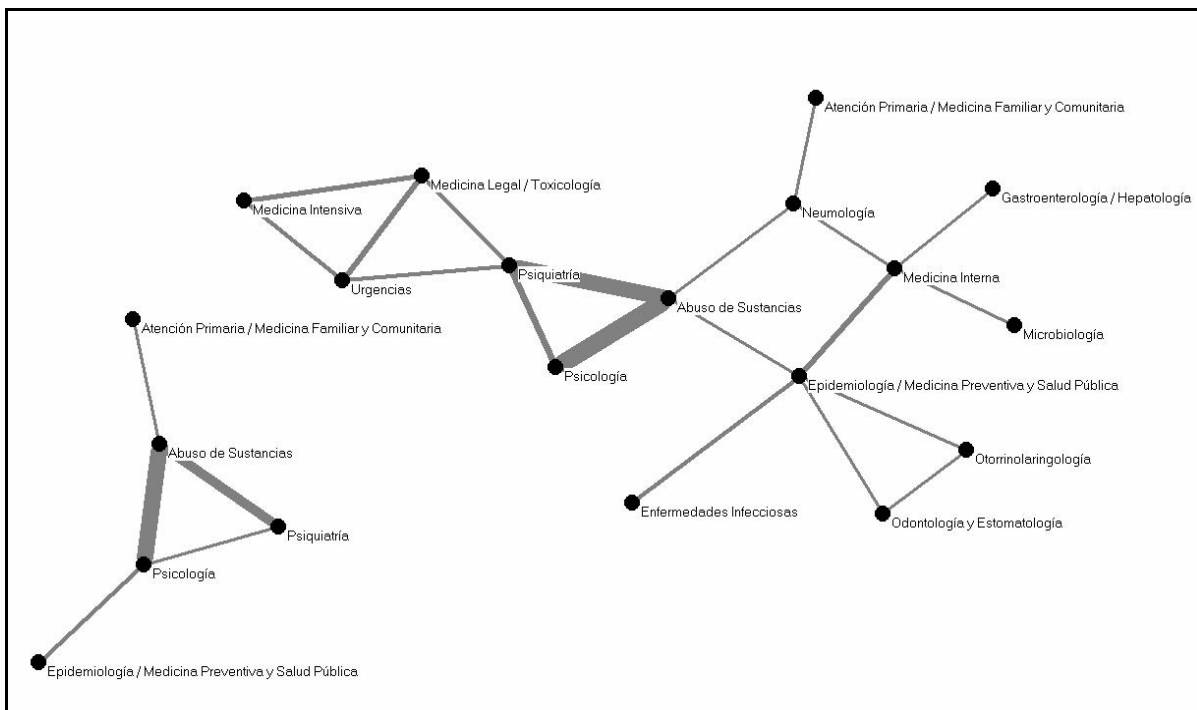 Atención Primaria / Medicina Familiar y Comunitaria
Medicina Legal / Toxicología
Gastroenterología / Hepatología
Medicina Intensiva
Neumología
Psiquiatría
Medicina Interna
Urgencias
Abuso de Sustancias
Atención Primaria / Medicina Familiar y Comunitaria
Microbiología
Psicología
Epidemiología / Medicina Preventiva y Salud Pública
Abuso de Sustancias
Otorrinolaringología
Enfermedades Infecciosas
Odontología y Estomatología
Psiquiatría
Psicología
Epidemiología / Medicina Preventiva y Salud Pública